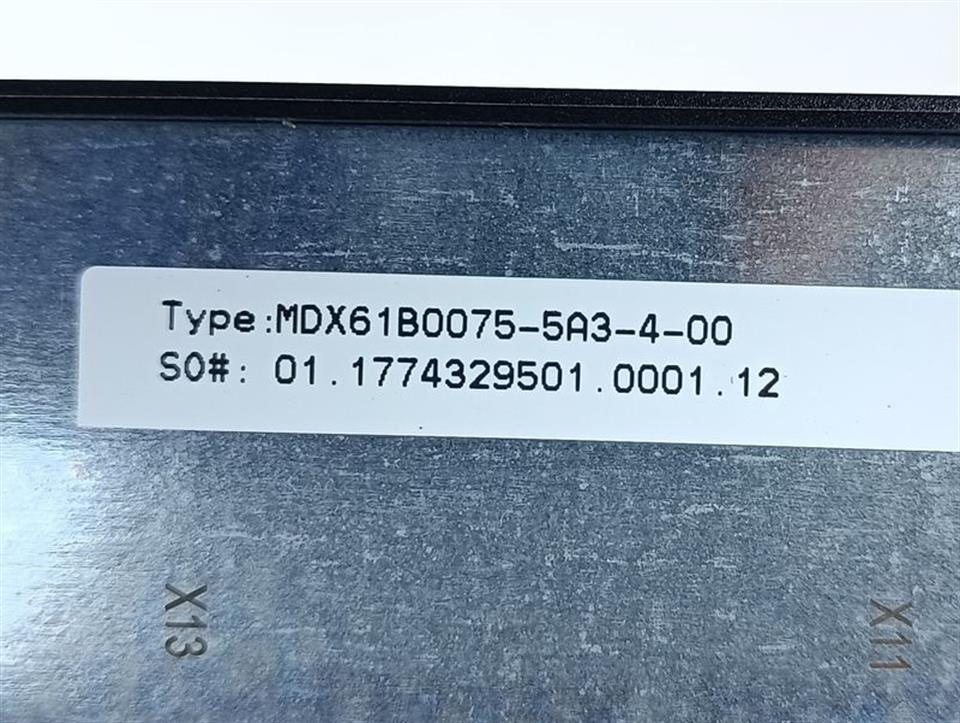 Type:MDX61B0075-5A3-4-00
SO#: 01.1774329501.0001.12
X13
X11